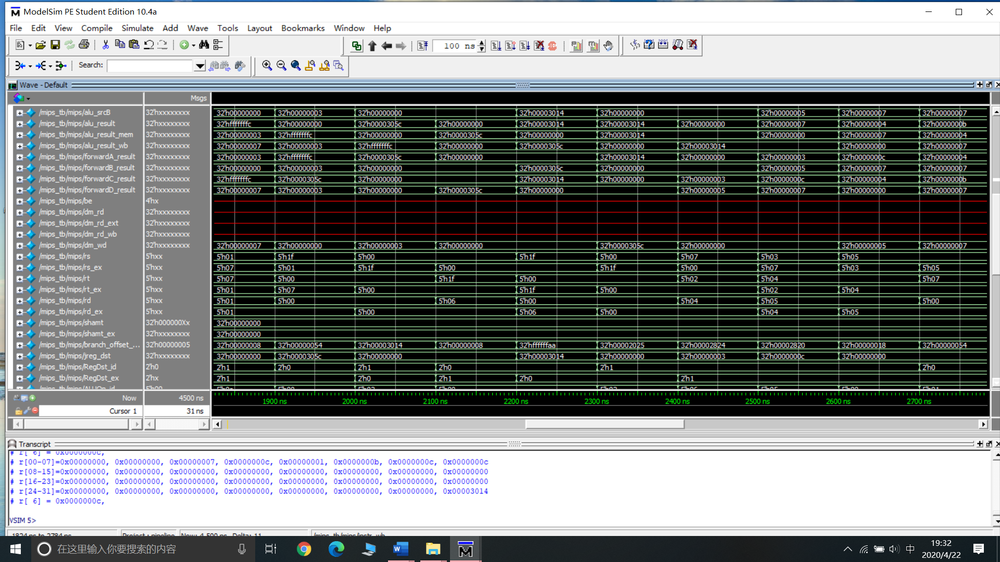 ModelSim PE Student Edition 10.4a
File Edit View Compile Simulate Add Wave Tools Layout Bookmarks Window Help
100 ns
Search:
Wave - Default
Msgs
/mips_tb/mips/alu_srcB 32'hxxxxxxxx 32'h00000000 32'h00000003 32'h00000000 32'h00003014 32'h00000000 32'h00000005 32'h00000007 32'h00000007
/mips_tb/mips/alu_result 32'hxxxxxxxx 32'hfffffffc 32'h00000000 32'h0000305c 32'h00000000 32'h00003014 32'h00003014 32'h00000000 32'h00000007 32'h00000004 32'h0000000b
/mips_tb/mips/alu_result_mem 32'hxxxxxxxx 32'h00000003 32'hfffffffc 32'h00000000 32'h0000305c 32'h00000000 32'h00003014 32'h00000000 32'h00000007 32'h00000004
/mips_tb/mips/alu_result_wb 32'hxxxxxxxx 32'h00000007 32'h00000003 32'hfffffffc 32'h00000000 32'h0000305c 32'h00000000 32'h00003014 32'h00000000 32'h00000007
/mips_tb/mips/forwardA_result 32'hxxxxxxxx 32'h00000003 32'hfffffffc 32'h0000305c 32'h00000000 32'h00003014 32'h00000000 32'h00000003 32'h0000000c 32'h00000004
/mips_tb/mips/forwardB_result 32'hxxxxxxxx 32'h00000000 32'h00000003 32'h00000000 32'h0000305c 32'h00000000 32'h00000005 32'h00000007 32'h00000007
/mips_tb/mips/forwardC_result 32'hxxxxxxxx 32'hfffffffc 32'h0000305c 32'h00000000 32'h00003014 32'h00000000 32'h00000003 32'h0000000c 32'h00000004 32'h0000000b
/mips_tb/mips/forwardD_result 32'hxxxxxxxx 32'h00000007 32'h00000003 32'h00000000 32'h0000305c 32'h00000000 32'h00000005 32'h00000007 32'h00000000 32'h00000007
/mips_tb/mips/be 4'hx
/mips_tb/mips/dm_rd 32'hxxxxxxxx
/mips_tb/mips/dm_rd_ext 32'hxxxxxxxx
/mips_tb/mips/dm_rd_wb 32'hxxxxxxxx
/mips_tb/mips/dm_wd 32'hxxxxxxxx 32'h00000007 32'h00000000 32'h00000003 32'h00000000 32'h0000305c 32'h00000000 32'h00000005 32'h00000007
/mips_tb/mips/rs 5'hxx 5'h01 5'h1f 5'h00 5'h1f 5'h00 5'h07 5'h03 5'h05
/mips_tb/mips/rs_ex 5'hxx 5'h07 5'h01 5'h1f 5'h00 5'h1f 5'h00 5'h07 5'h03 5'h05
/mips_tb/mips/rt 5'hxx 5'h07 5'h00 5'h1f 5'h00 5'h02 5'h04 5'h07
/mips_tb/mips/rt_ex 5'hxx 5'h01 5'h07 5'h00 5'h1f 5'h00 5'h02 5'h04
/mips_tb/mips/rd 5'hxx 5'h01 5'h00 5'h06 5'h00 5'h04 5'h05 5'h00
/mips_tb/mips/rd_ex 5'hxx 5'h01 5'h00 5'h06 5'h00 5'h04 5'h05
/mips_tb/mips/shamt 32'h000000Xx 32'h00000000
/mips_tb/mips/shamt_ex 32'hxxxxxxxx 32'h00000000
/mips_tb/mips/branch_offset_... 32'h00000005 32'h00000008 32'h00000054 32'h00003014 32'h00000008 32'hffffffaa 32'h00002025 32'h00002824 32'h00002820 32'h00000018 32'h00000054
/mips_tb/mips/jreg_dst 32'hxxxxxxxx 32'h00000000 32'h0000305c 32'h00000000 32'h00003014 32'h00000000 32'h00000003 32'h0000000c 32'h00000000
/mips_tb/mips/RegDst_id 2'h0 2'h1 2'h0 2'h1 2'h0 2'h1 2'h0
/mips_tb/mips/RegDst_ex 2'hx 2'h1 2'h0 2'h1 2'h0 2'h1
Now 4500 ns
1900 ns 2000 ns 2100 ns 2200 ns 2300 ns 2400 ns 2500 ns 2600 ns 2700 ns
Cursor 1 31 ns
Transcript
# r[ 6] = 0x0000000c,
# r[00-07]=0x00000000, 0x00000000, 0x00000007, 0x0000000c, 0x00000001, 0x0000000b, 0x0000000c, 0x0000000c
# r[08-15]=0x00000000, 0x00000000, 0x00000000, 0x00000000, 0x00000000, 0x00000000, 0x00000000, 0x00000000
# r[16-23]=0x00000000, 0x00000000, 0x00000000, 0x00000000, 0x00000000, 0x00000000, 0x00000000, 0x00000000
# r[24-31]=0x00000000, 0x00000000, 0x00000000, 0x00000000, 0x00000000, 0x00000000, 0x00000000, 0x00003014
# r[ 6] = 0x0000000c,
VSIM 5>
1824 ns to 2784 ns Project : pipeline Now: 4,500 ns Delta: 11 /mips_tb/mips/instr_wb
在这里输入你要搜索的内容
中
19:32
2020/4/22